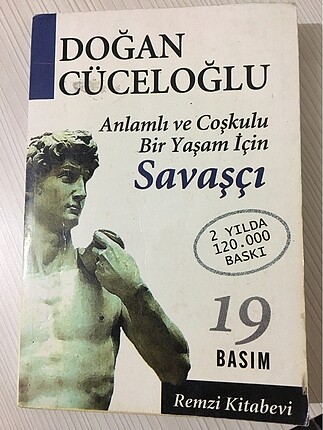 DOĞAN
CÜCELOĞLU
Anlamlı ve Coşkulu
Bir Yaşam İçin
Savaşçı
2 YILDA
120.000
BASKI
19
BASIM
Remzi Kitabevi